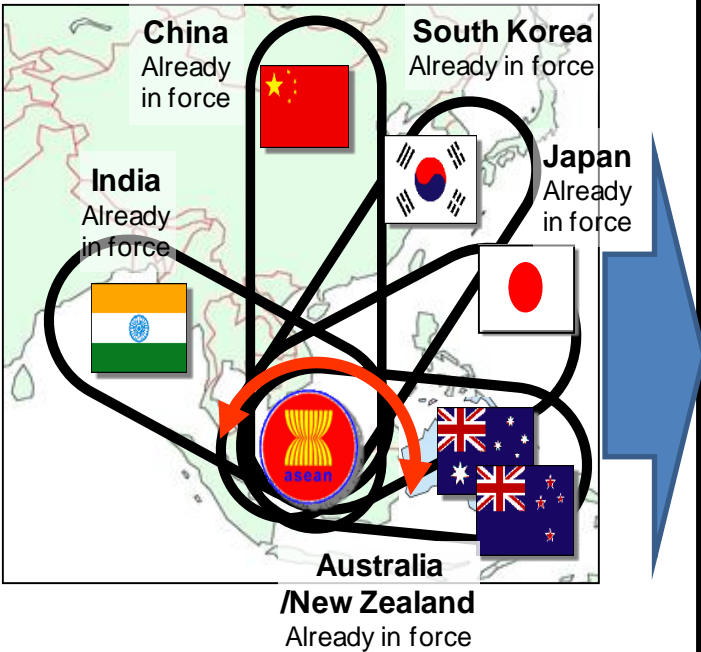 China
Already
in force
South Korea
Already in force
Japan
Already
in force
India
Already
in force
asean
Australia
/New Zealand
Already in force